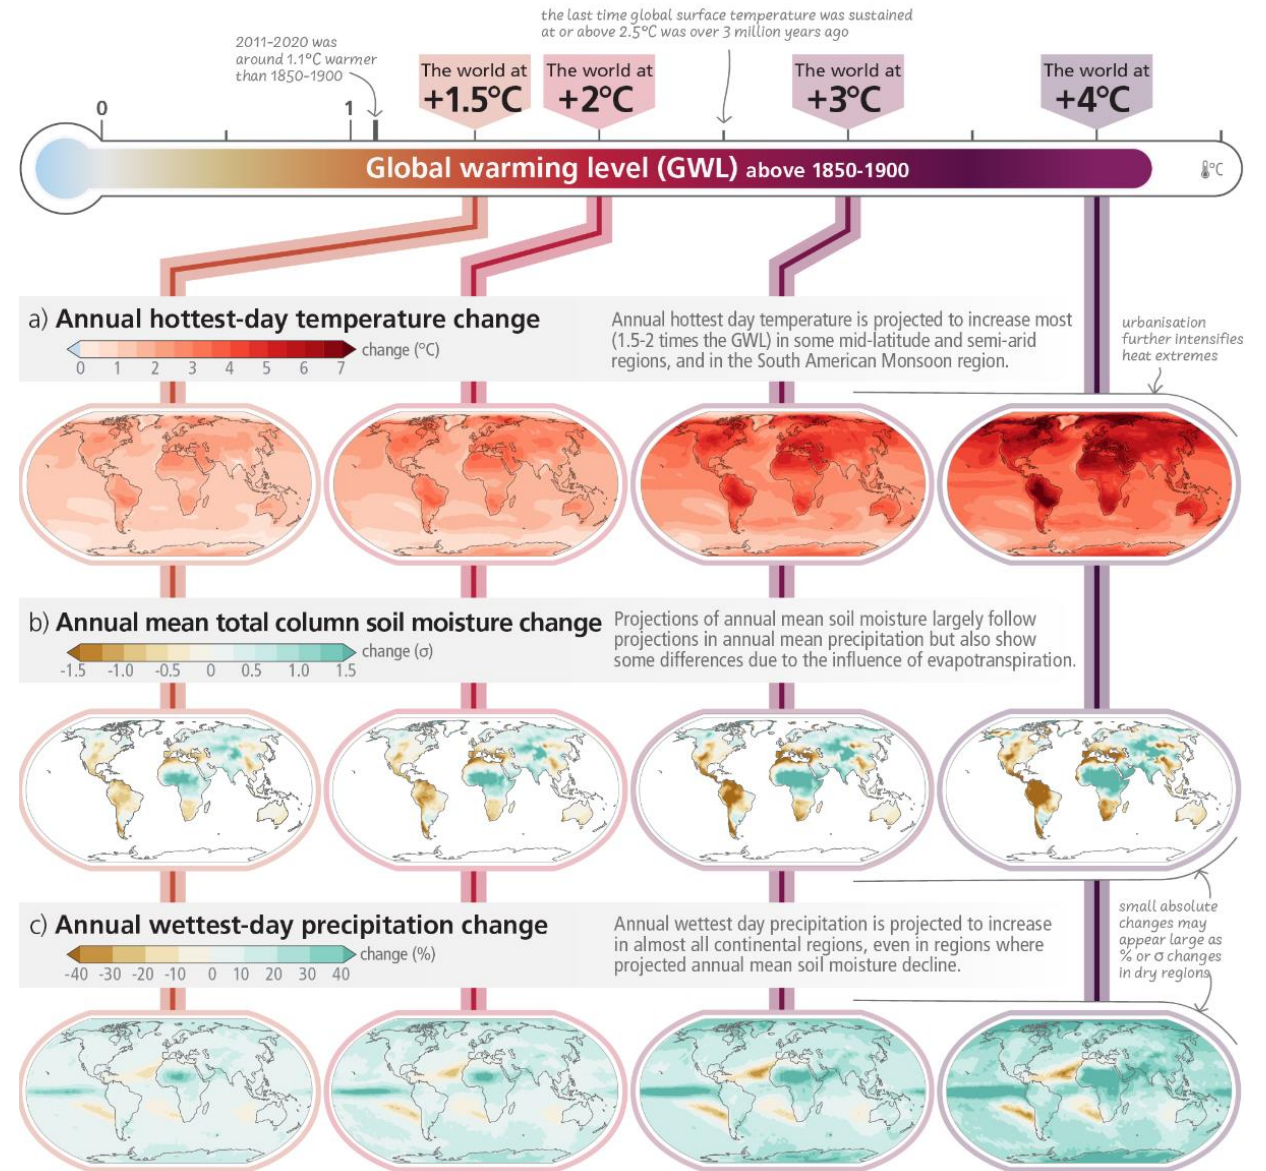 the last time global surface temperature was sustained
at or above 2.5°C was over 3 million years ago
2011-2020 was
around 1.1°C warmer
than 1850-1900
The world at
+1.5°C
The world at
+2°C
The world at
+3°C
The world at
+4°C
0
1
Global warming level (GWL) above 1850-1900
°C
a) Annual hottest-day temperature change
change (°C)
0 1 2 3 4 5 6 7
Annual hottest day temperature is projected to increase most
(1.5-2 times the GWL) in some mid-latitude and semi-arid
regions, and in the South American Monsoon region.
urbanisation
further intensifies
heat extremes
b) Annual mean total column soil moisture change
change (σ)
-1.5 -1.0 -0.5 0 0.5 1.0 1.5
Projections of annual mean soil moisture largely follow
projections in annual mean precipitation but also show
some differences due to the influence of evapotranspiration.
c) Annual wettest-day precipitation change
change (%)
-40 -30 -20 -10 0 10 20 30 40
Annual wettest day precipitation is projected to increase
in almost all continental regions, even in regions where
projected annual mean soil moisture decline.
small absolute
changes may
appear large as
% or σ changes
in dry regions